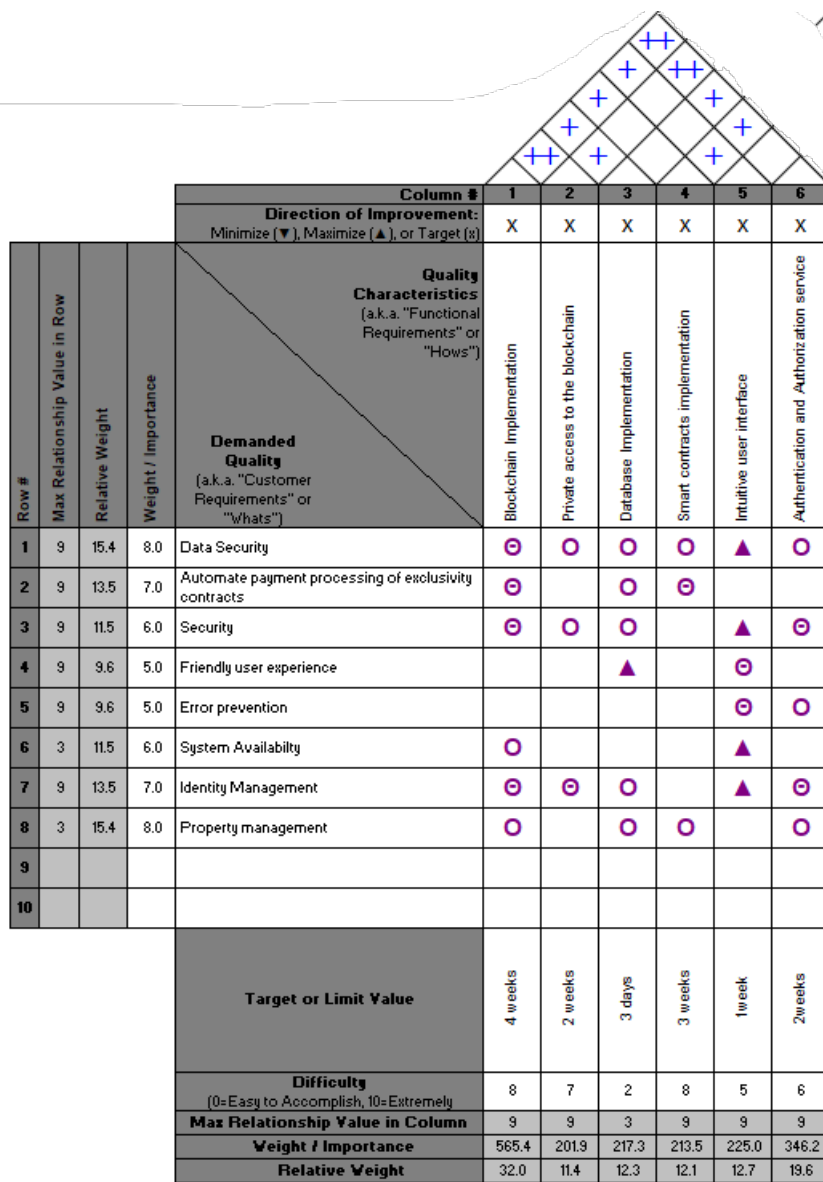 ++
+ ++
+ +
+ +
++ +
Column # 1 2 3 4 5 6
Direction of Improvement:
Minimize (▼), Maximize (▲), or Target (x) X X X X X X
Quality
Characteristics
(a.k.a. "Functional
Requirements" or
"Hows")
Demanded
Quality
(a.k.a. "Customer
Requirements" or
"Whats")
Row #
Max Relationship Value in Row
Relative Weight
Weight / Importance
Blockchain Implementation
Private access to the blockchain
Database Implementation
Smart contracts implementation
Intuitive user interface
Authentication and Authorization service
1 9 15.4 8.0 Data Security Θ Ο Ο Ο ▲ Ο
2 9 13.5 7.0 Automate payment processing of exclusivity
contracts Θ Ο Θ
3 9 11.5 6.0 Security Θ Ο Ο ▲ Θ
4 9 9.6 5.0 Friendly user experience ▲ Θ
5 9 9.6 5.0 Error prevention Θ Ο
6 3 11.5 6.0 System Availabilty Ο ▲
7 9 13.5 7.0 Identity Management Θ Θ Ο ▲ Θ
8 3 15.4 8.0 Property management Ο Ο Ο Ο
9
10
Target or Limit Value 4 weeks 2 weeks 3 days 3 weeks 1week 2weeks
Difficulty
(0=Easy to Accomplish, 10=Extremely 8 7 2 8 5 6
Max Relationship Value in Column 9 9 3 9 9 9
Weight / Importance 565.4 201.9 217.3 213.5 225.0 346.2
Relative Weight 32.0 11.4 12.3 12.1 12.7 19.6